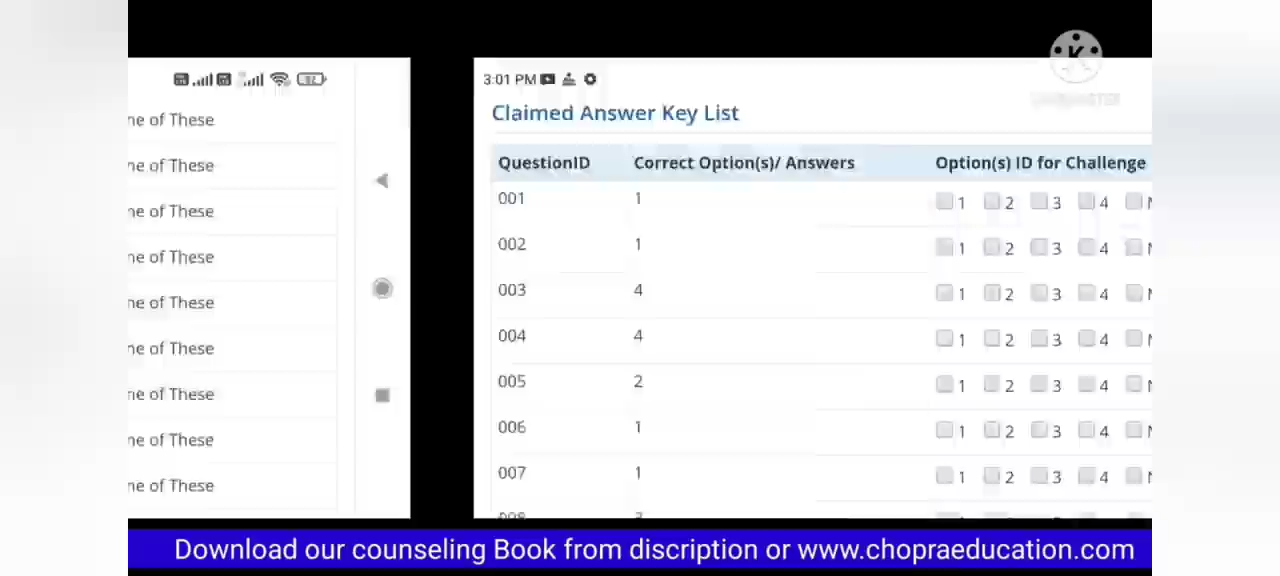 ne of These
ne of These
ne of These
ne of These
ne of These
ne of These
ne of These
ne of These
ne of These
3:01 PM
Claimed Answer Key List
QuestionID Correct Option(s)/ Answers Option(s) ID for Challenge
001 1 1 2 3 4 N
002 1 1 2 3 4 N
003 4 1 2 3 4 N
004 4 1 2 3 4 N
005 2 1 2 3 4 N
006 1 1 2 3 4 N
007 1 1 2 3 4 N
Download our counseling Book from discription or www.chopraeducation.com